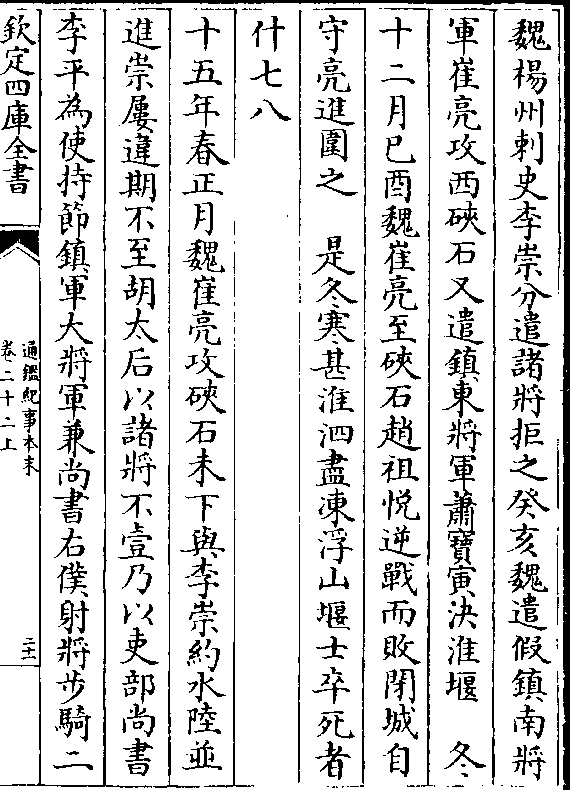 魏楊州刺史李崇分遣諸將拒之癸亥魏遣假鎮南將
軍崔亮攻西硤石又遣鎮東將軍蕭寶寅決淮堰　冬
十二月已酉魏崔亮至硤石趙祖悅逆戰而敗閉城自
守亮進圍之　是冬寒甚淮泗盡凍浮山堰士卒死者
什七八
十五年春正月魏崔亮攻硤石未下與李崇約水陸並
進崇屢違期不至胡太后以諸將不壹乃以吏部尚書
李平為使持節鎮軍大將軍兼尚書右僕射將步騎二
欽定四庫全書
通鑑紀事本末
卷二十二上
二十一